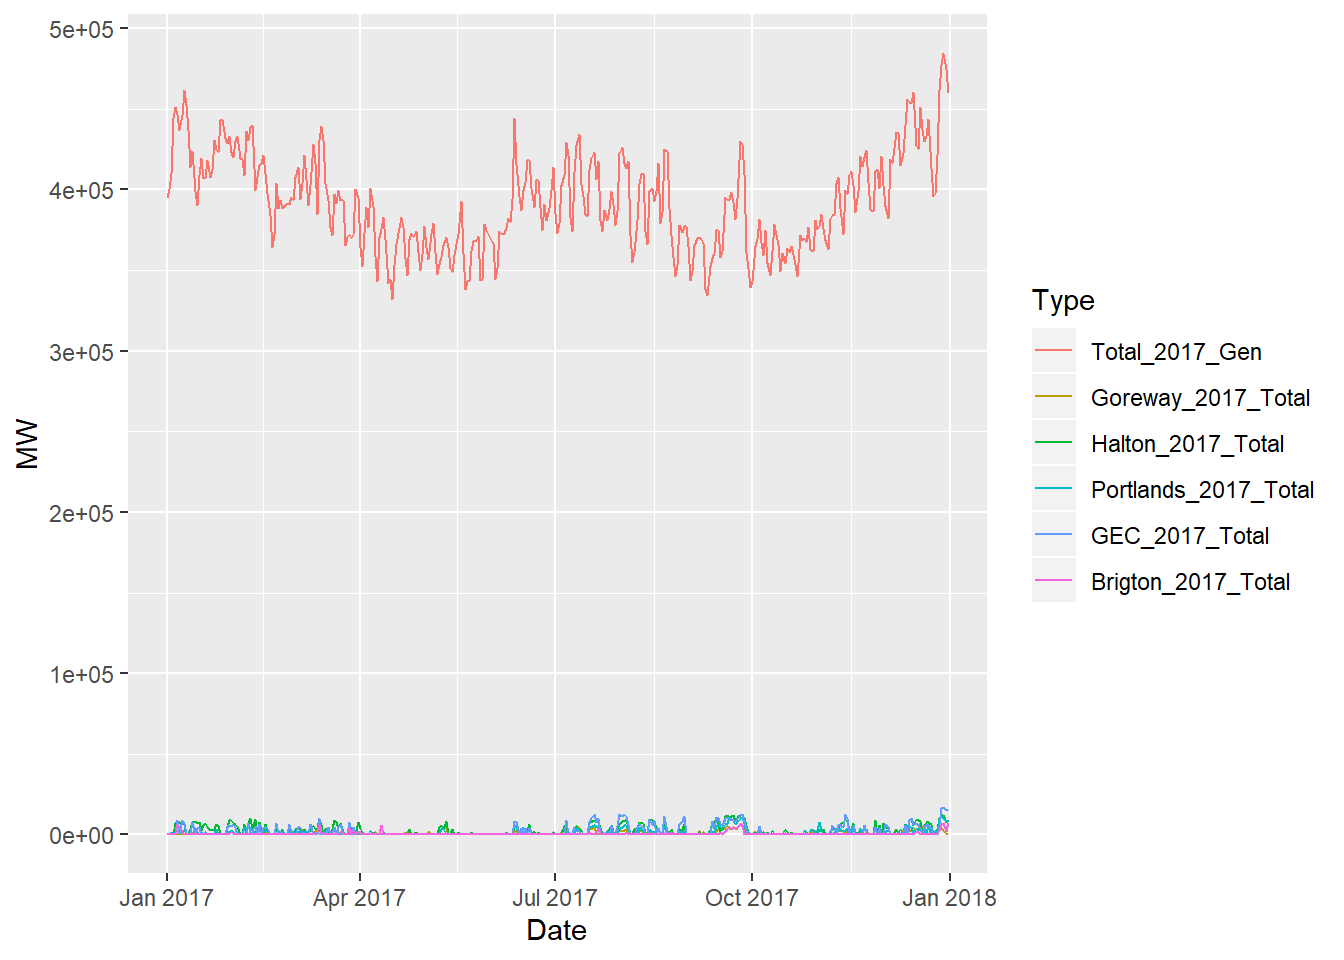 5e+05
4e+05
3e+05
2e+05
1e+05
0e+00
MW
Jan 2017 Apr 2017 Jul 2017 Oct 2017 Jan 2018
Date
Type
Total_2017_Gen
Goreway_2017_Total
Halton_2017_Total
Portlands_2017_Total
GEC_2017_Total
Brigton_2017_Total